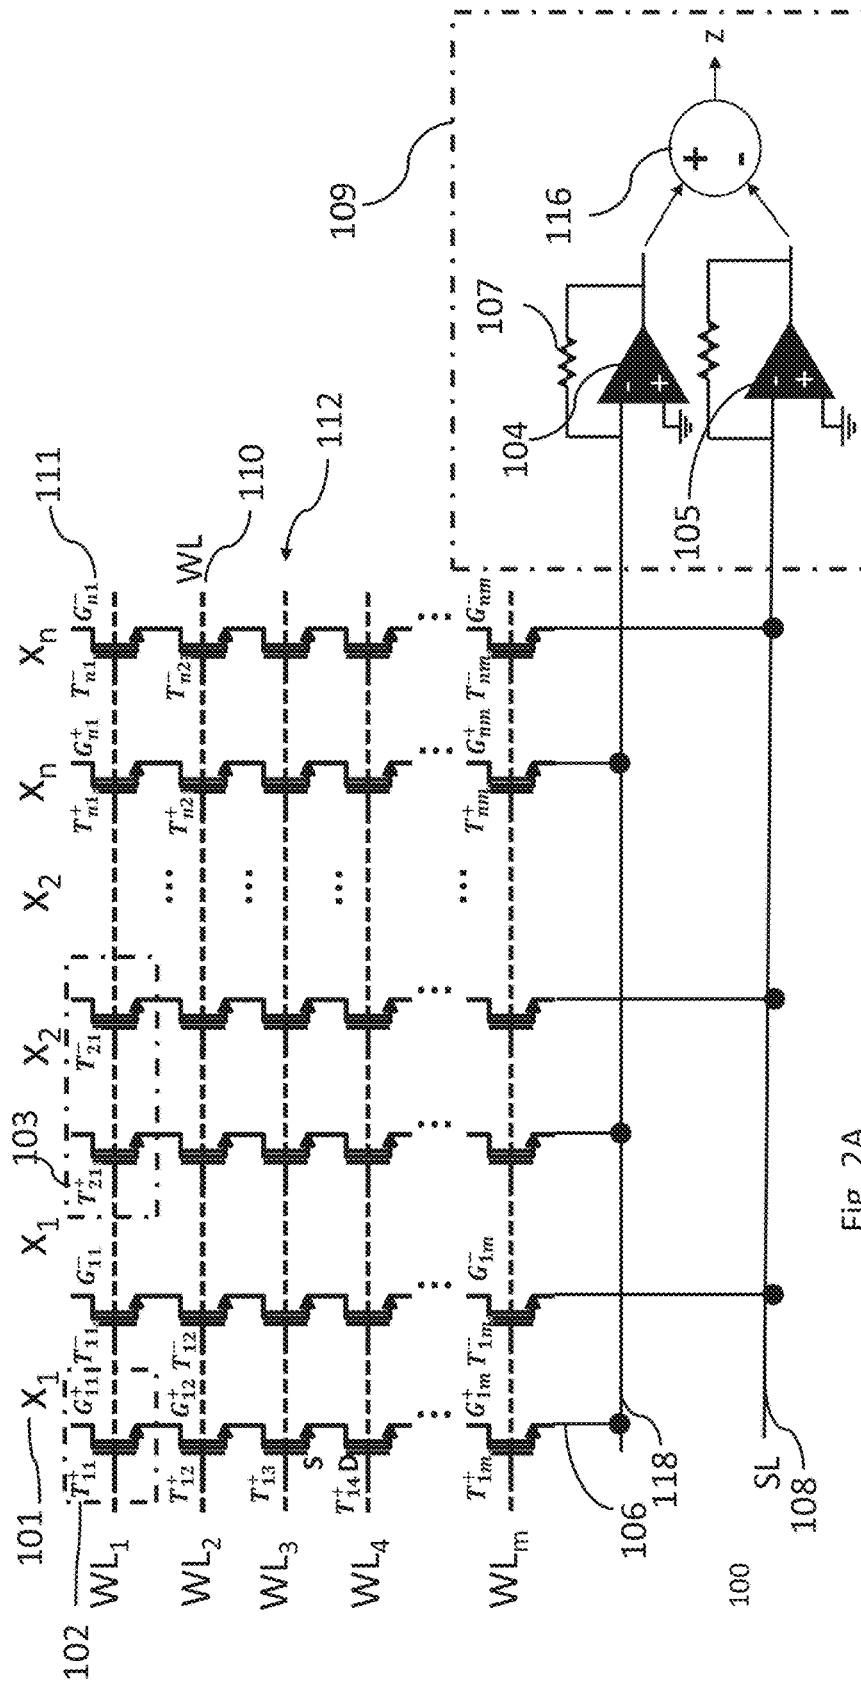 101 X₁ X₁ X₂ X₂ Xₙ Xₙ
102
103
111
T⁺₁₁ G⁺₁₁ T⁻₁₁ G⁻₁₁ T⁺₂₁ T⁻₂₁ T⁺ₙ₁ G⁺ₙ₁ T⁻ₙ₁ G⁻ₙ₁
WL₁
WL
110
T⁺₁₂ G⁺₁₂ T⁻₁₂ T⁺ₙ₂ T⁻ₙ₂
WL₂
...
T⁺₁₃
WL₃
S
112
...
T⁺₁₄ D
WL₄
...
... ... ... ... ... ...
T⁺₁ₘ G⁺₁ₘ T⁻₁ₘ G⁻₁ₘ T⁺ₙₘ G⁺ₙₘ T⁻ₙₘ G⁻ₙₘ
WLₘ
...
106
118
SL
108
100
109
107
104
- +
105
- +
116
+ -
z
Fig. 2A